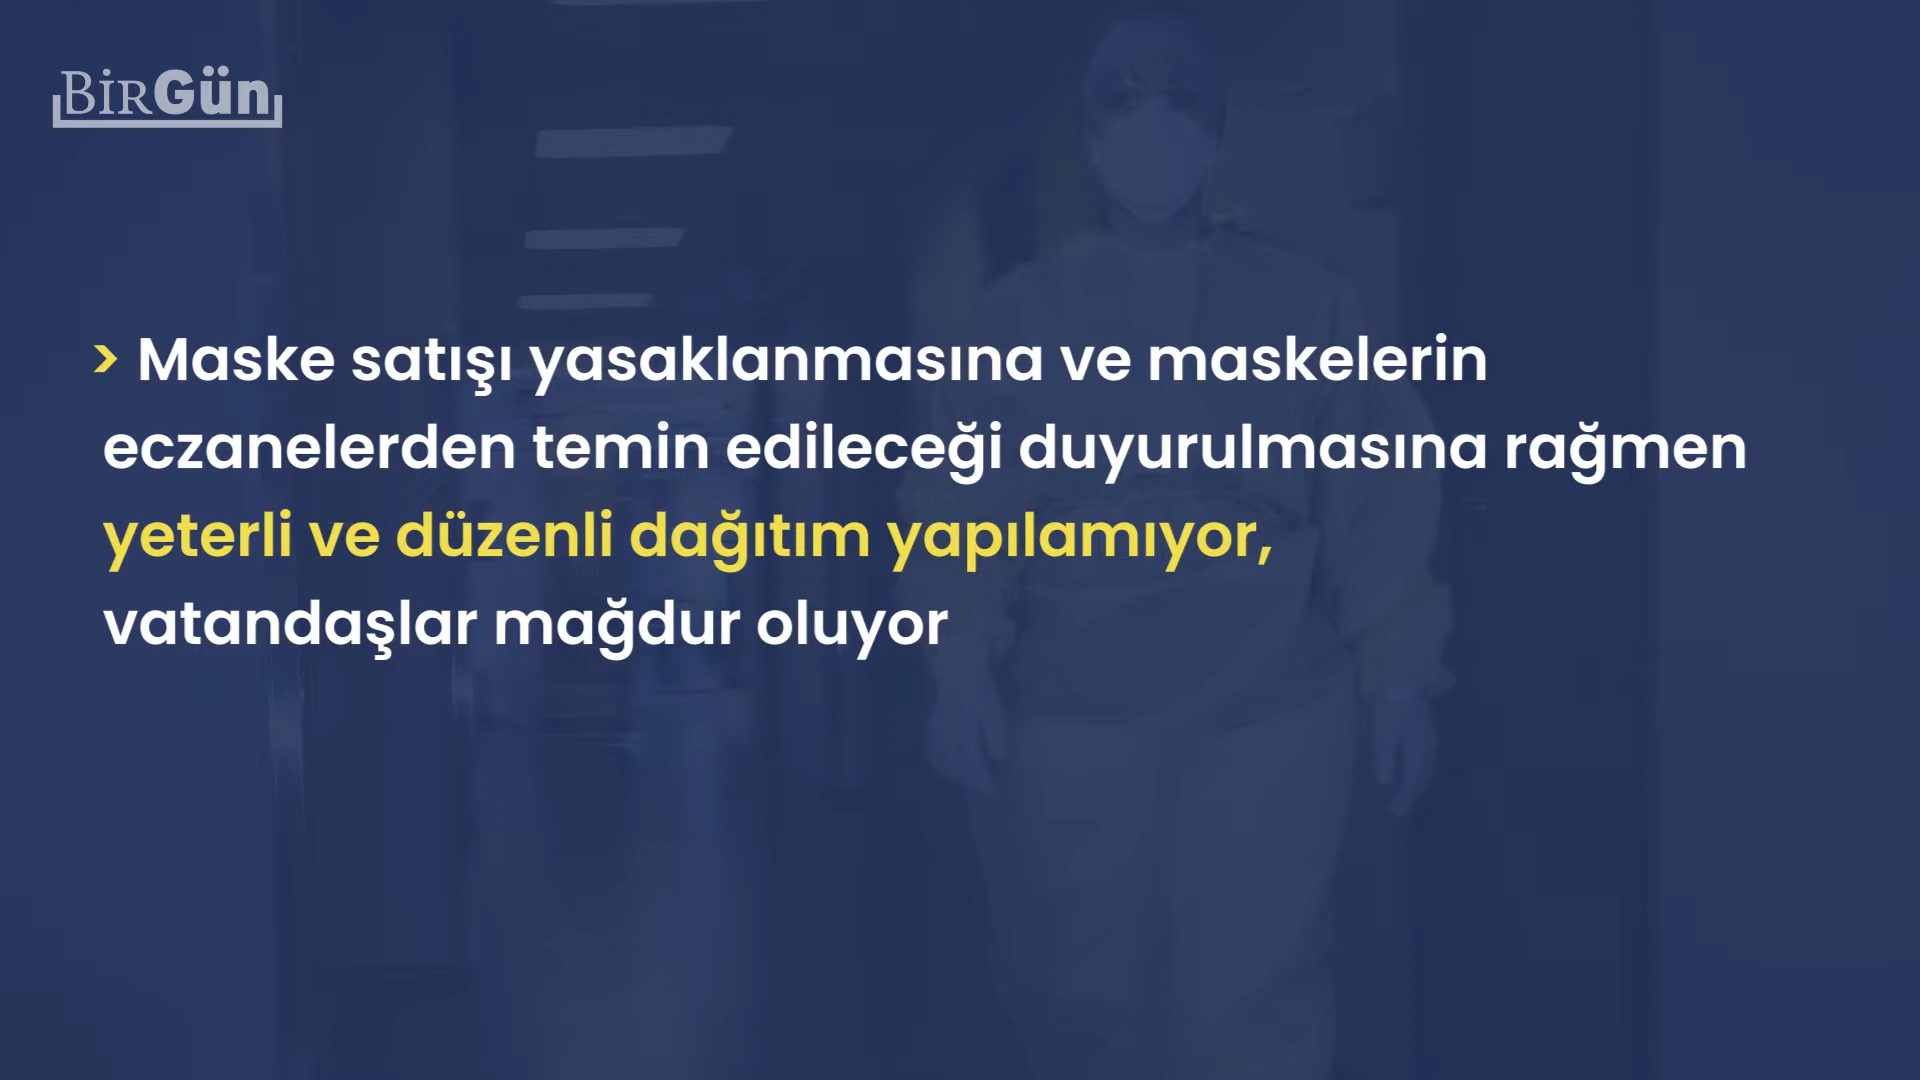 BirGün
> Maske satışı yasaklanmasına ve maskelerin
eczanelerden temin edileceği duyurulmasına rağmen
yeterli ve düzenli dağıtım yapılamıyor,
vatandaşlar mağdur oluyor